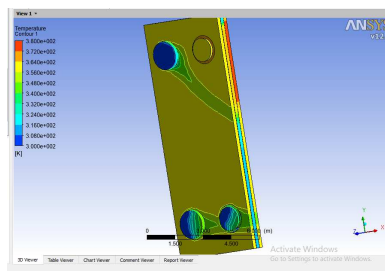 View 1
ANSYS
v12
Temperature
Contour 1
3.800e+002
3.720e+002
3.640e+002
3.560e+002
3.480e+002
3.400e+002
3.320e+002
3.240e+002
3.160e+002
3.080e+002
3.000e+002
[K]
Y
Z
X
0
(m)
1.500
4.500
Activate Windows
Go to Settings to activate Windows.
3D Viewer
Table Viewer
Chart Viewer
Comment Viewer
Report Viewer